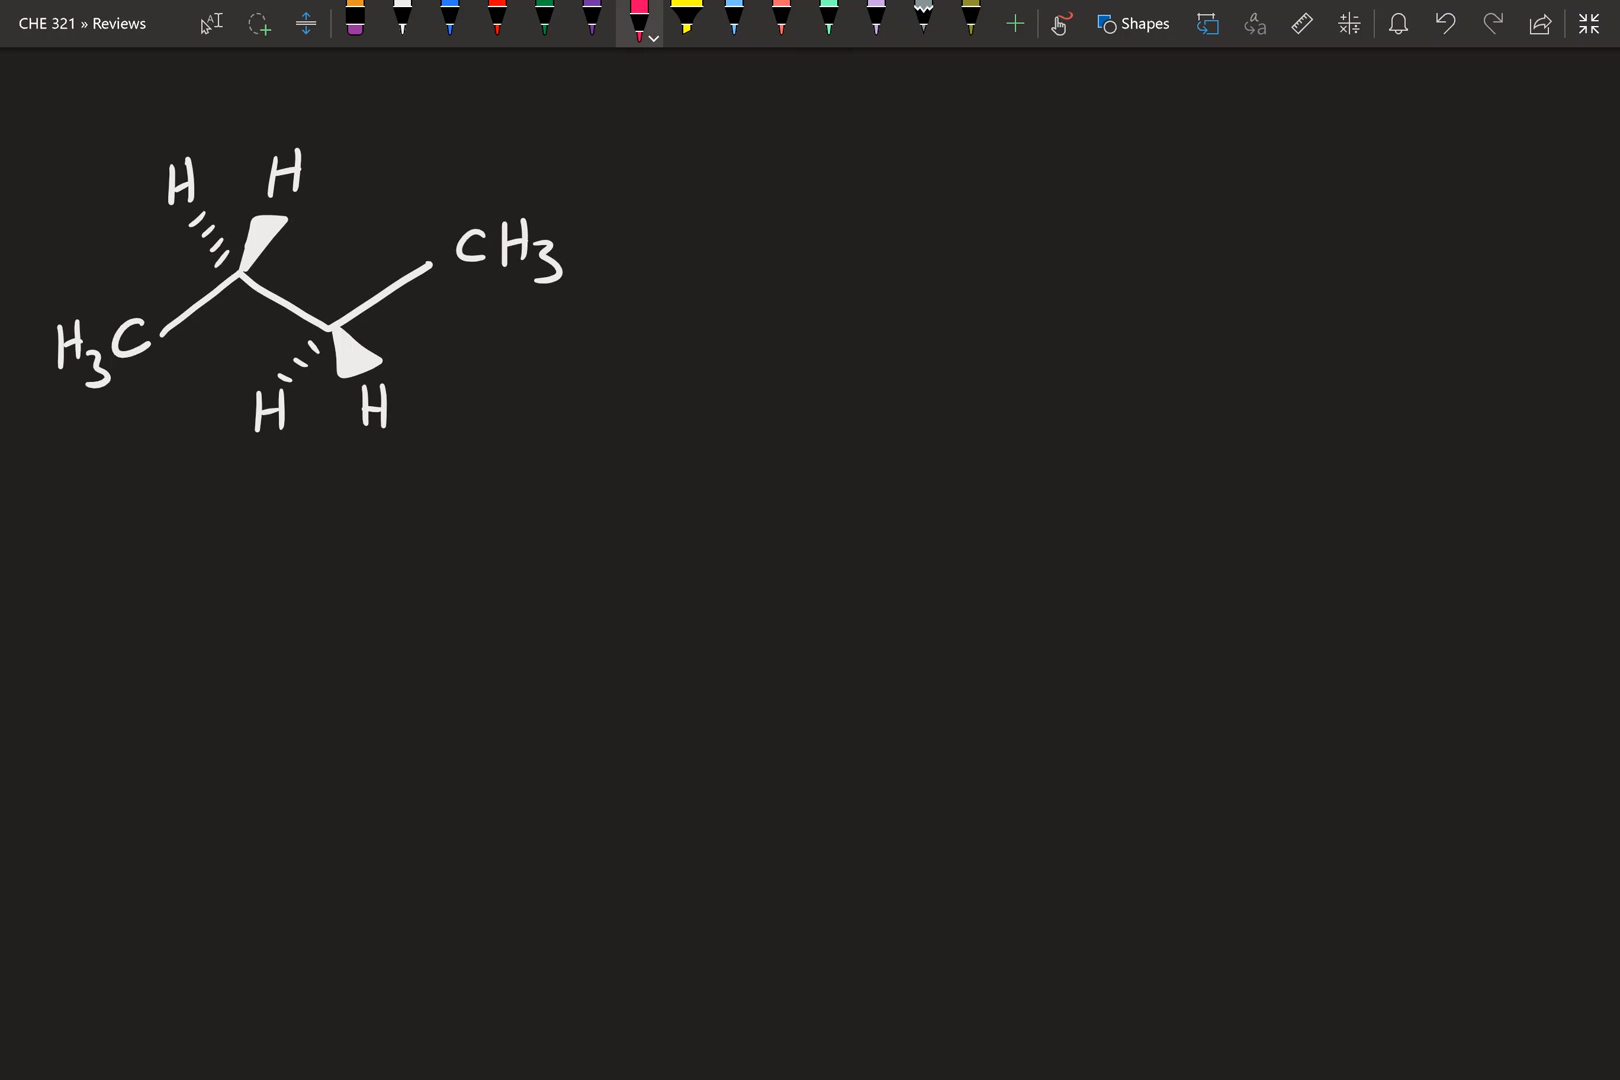 CHE 321 » Reviews
Shapes
H H
CH3
H3C
H H